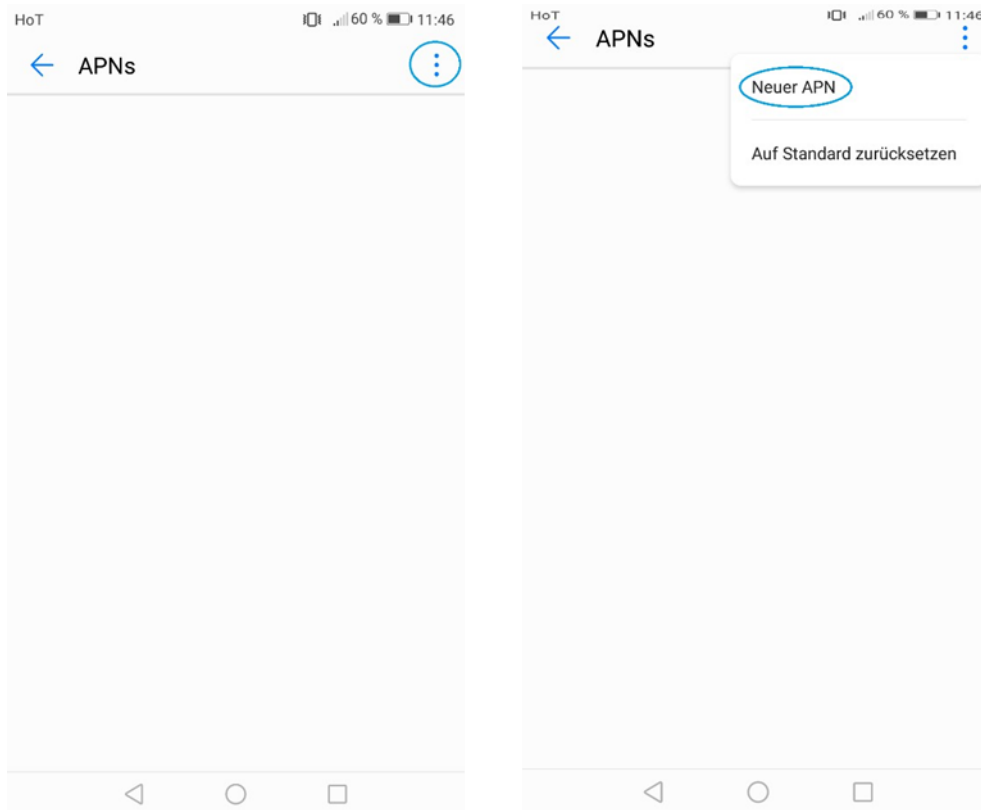 HoT 60 % 11:46
APNs
HoT 60 % 11:46
APNs
Neuer APN
Auf Standard zurücksetzen